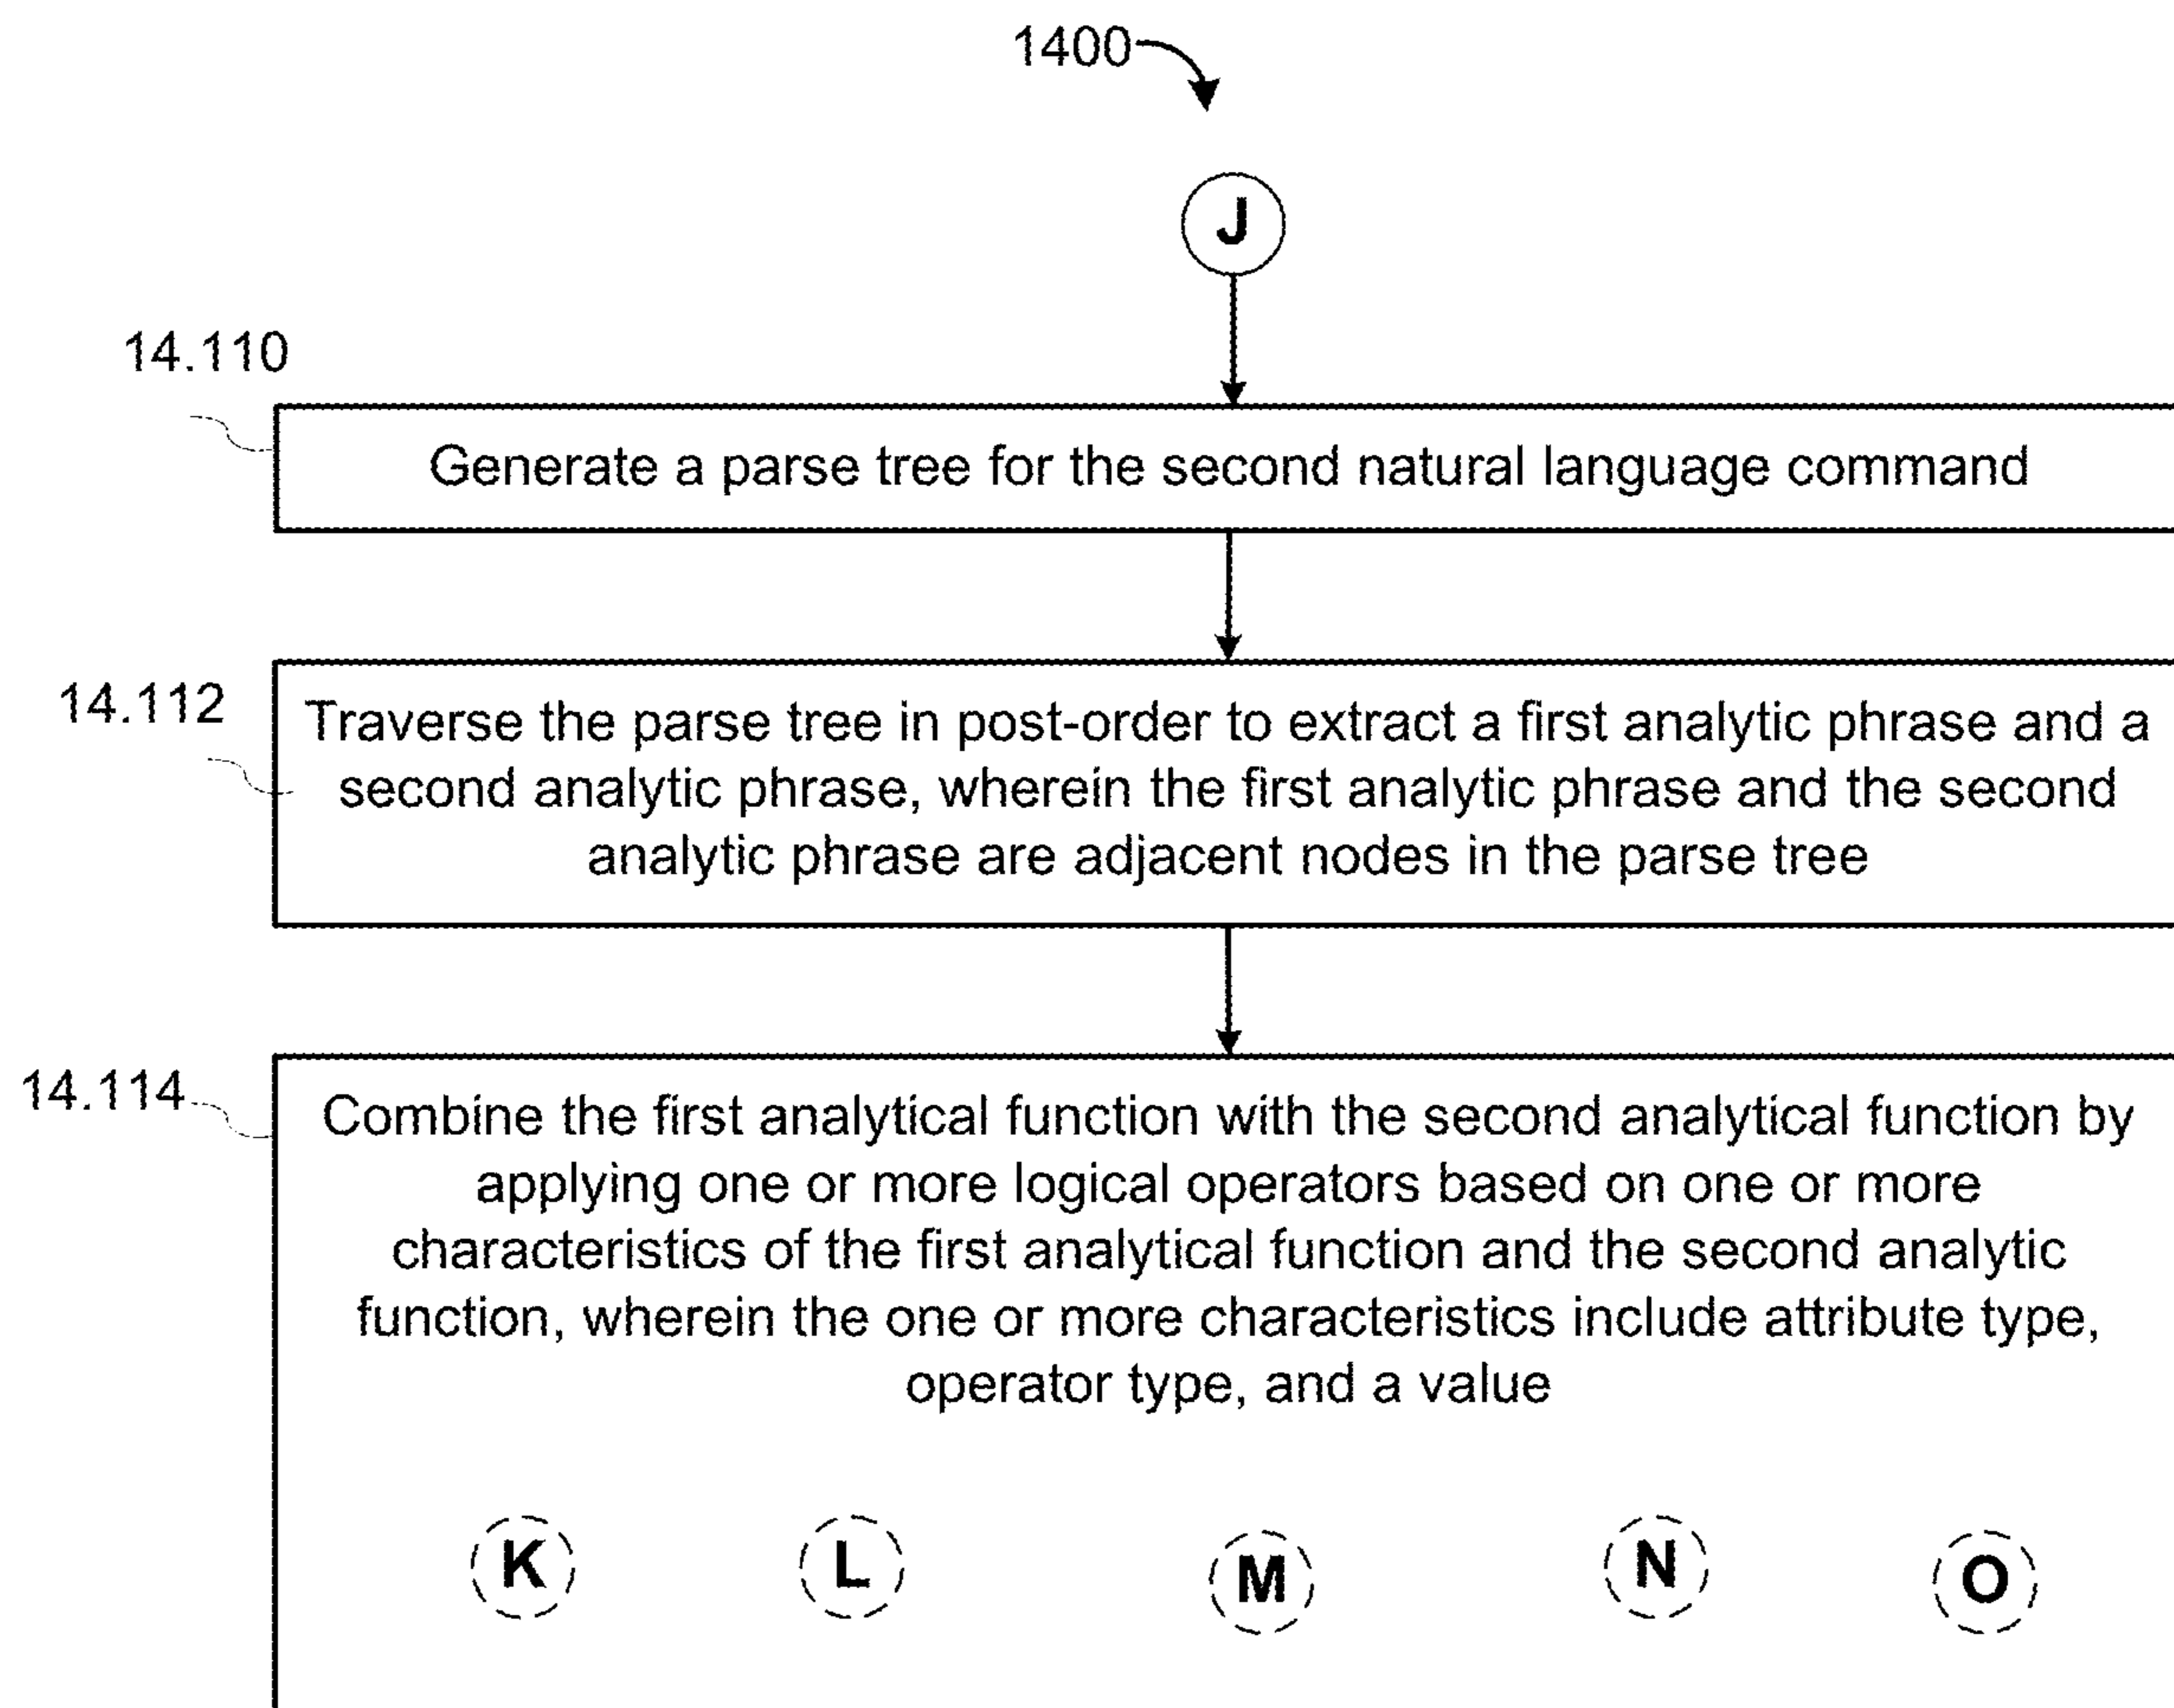 1400
J
14.110
Generate a parse tree for the second natural language command
14.112
Traverse the parse tree in post-order to extract a first analytic phrase and a
second analytic phrase, wherein the first analytic phrase and the second
analytic phrase are adjacent nodes in the parse tree
14.114
Combine the first analytical function with the second analytical function by
applying one or more logical operators based on one or more
characteristics of the first analytical function and the second analytic
function, wherein the one or more characteristics include attribute type,
operator type, and a value
K L M N O